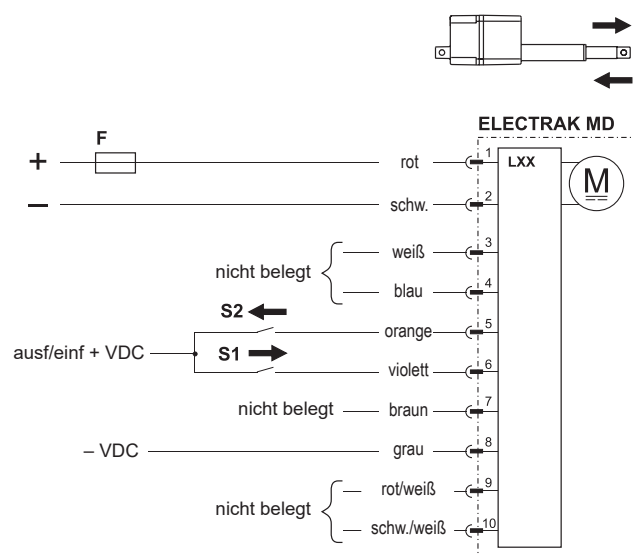 ELECTRAK MD
F
+ rot 1 LXX M
– schw. 2
weiß 3
nicht belegt
blau 4
S2
orange 5
ausf/einf + VDC
S1
violett 6
nicht belegt braun 7
– VDC grau 8
rot/weiß 9
nicht belegt
schw./weiß 10